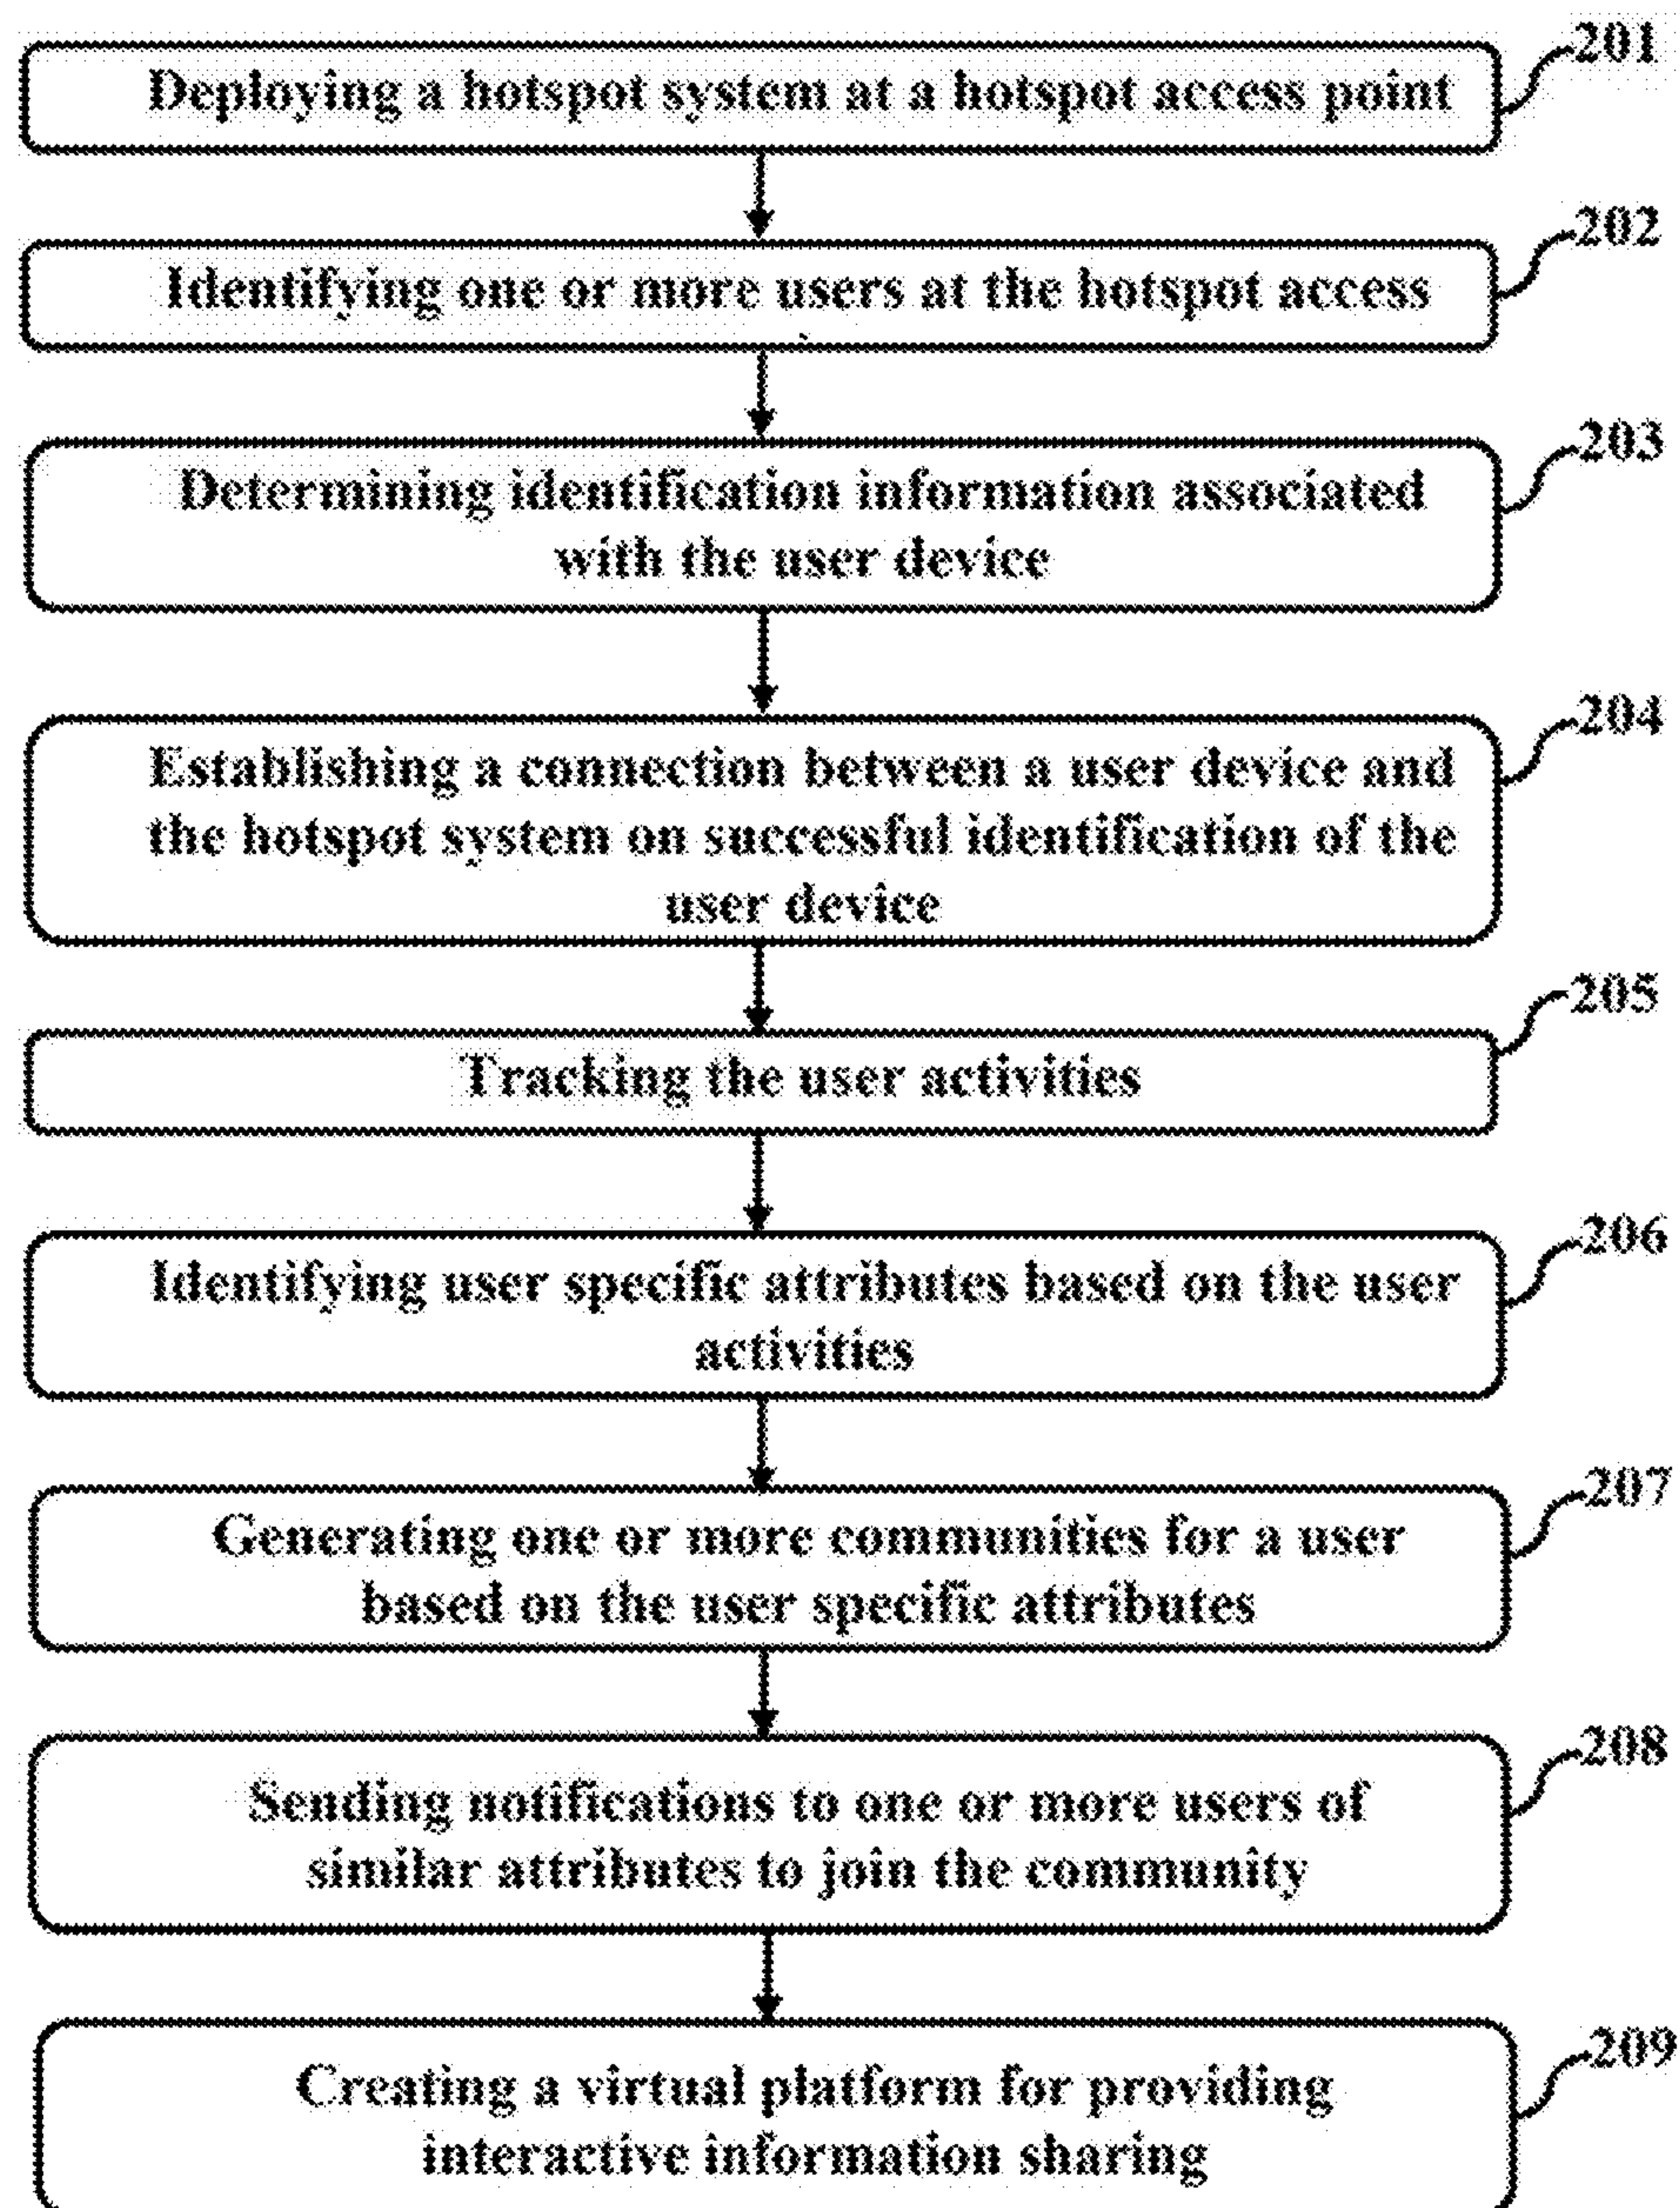 201
Deploying a hotspot system at a hotspot access point
202
Identifying one or more users at the hotspot access
203
Determining identification information associated
with the user device
204
Establishing a connection between a user device and
the hotspot system on successful identification of the
user device
205
Tracking the user activities
206
Identifying user specific attributes based on the user
activities
207
Generating one or more communities for a user
based on the user specific attributes
208
Sending notifications to one or more users of
similar attributes to join the community
209
Creating a virtual platform for providing
interactive information sharing